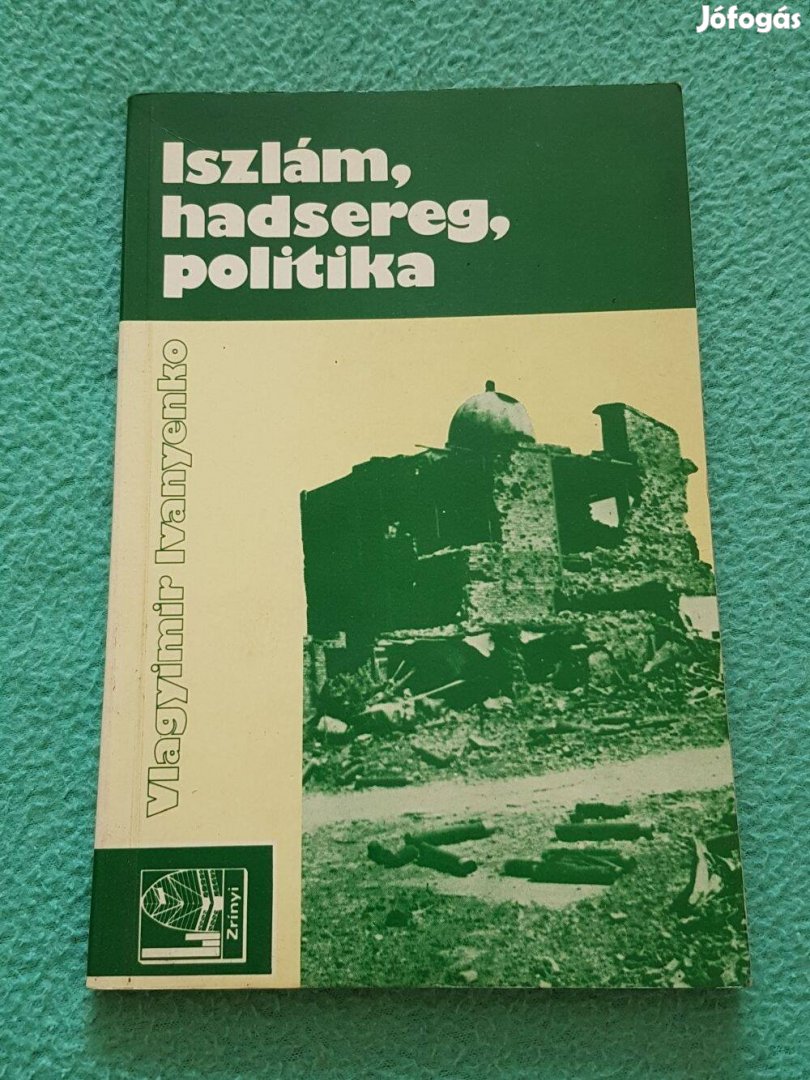 Jófogás
Iszlám,
hadsereg,
politika
Vlagyimir Ivanyenko
Zrínyi